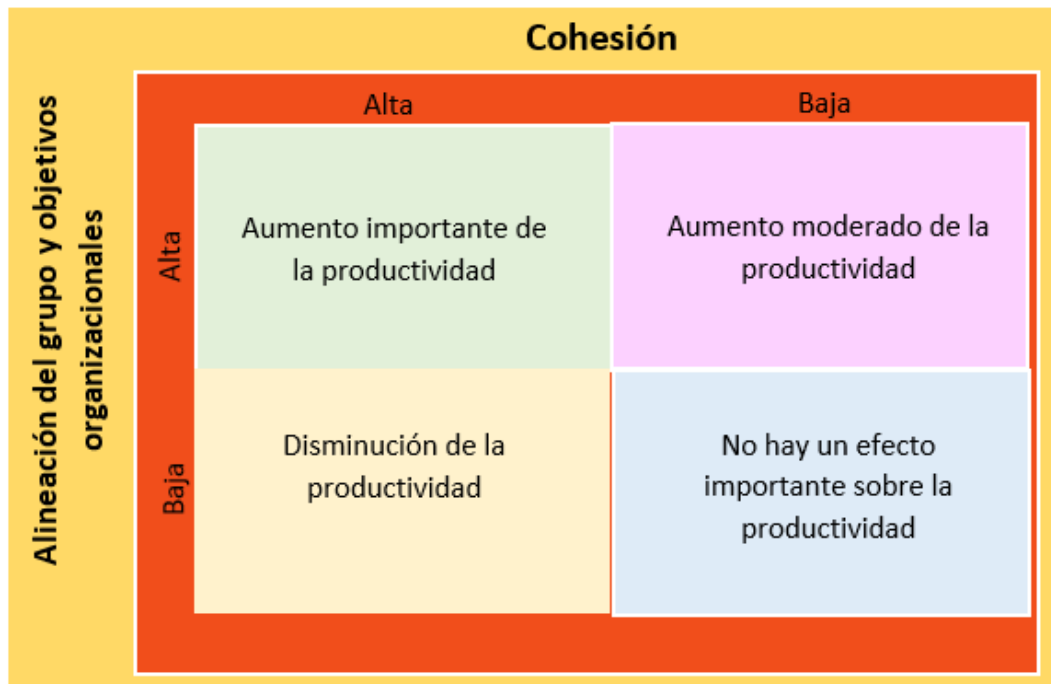 Cohesión
Alineación del grupo y objetivos
organizacionales
Alta
Baja
Alta
Aumento importante de
la productividad
Aumento moderado de la
productividad
Baja
Disminución de la
productividad
No hay un efecto
importante sobre la
productividad